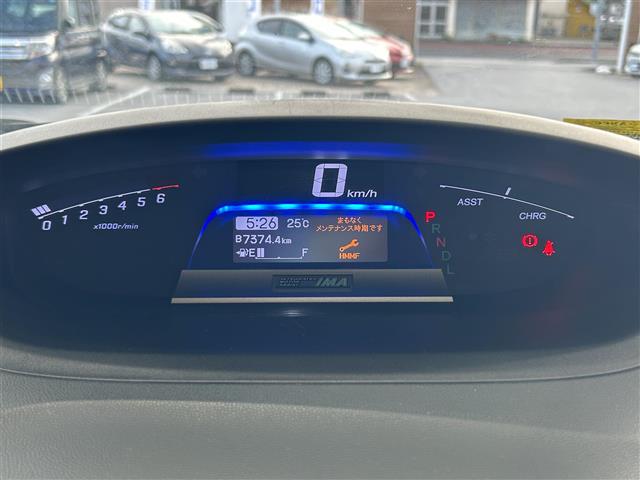 0 km/h
0 1 2 3 4 5 6
x1000r/min
5:26 25℃
B7374.4km
E F
まもなく
メンテナンス時期です
HMMF
IMA
P
R
N
D
L
ASST CHRG